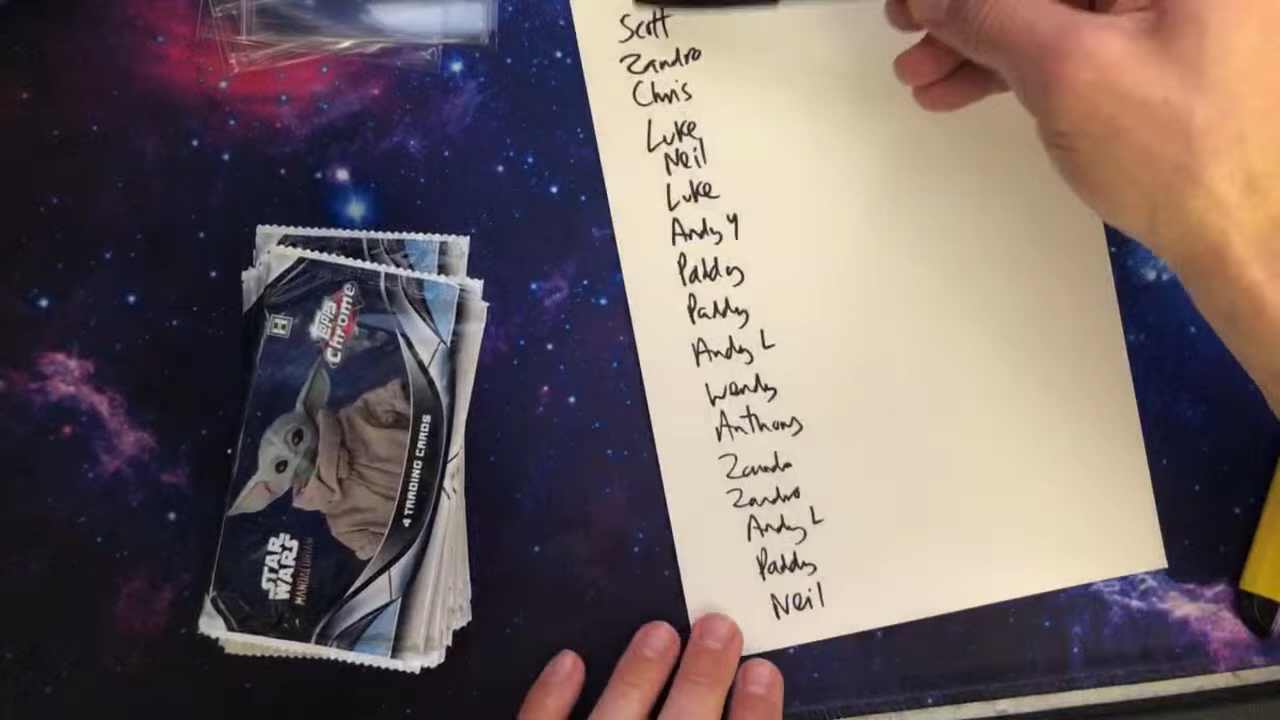 Scott
Zandro
Chris
Luke
Neil
Luke
Andy Y
Paddy
Paddy
Andy L
Wendy
Anthony
Zandro
Zandro
Andy L
Paddy
Neil
Topps
Chrome
4 TRADING CARDS
STAR
WARS
MANDALORIAN
H